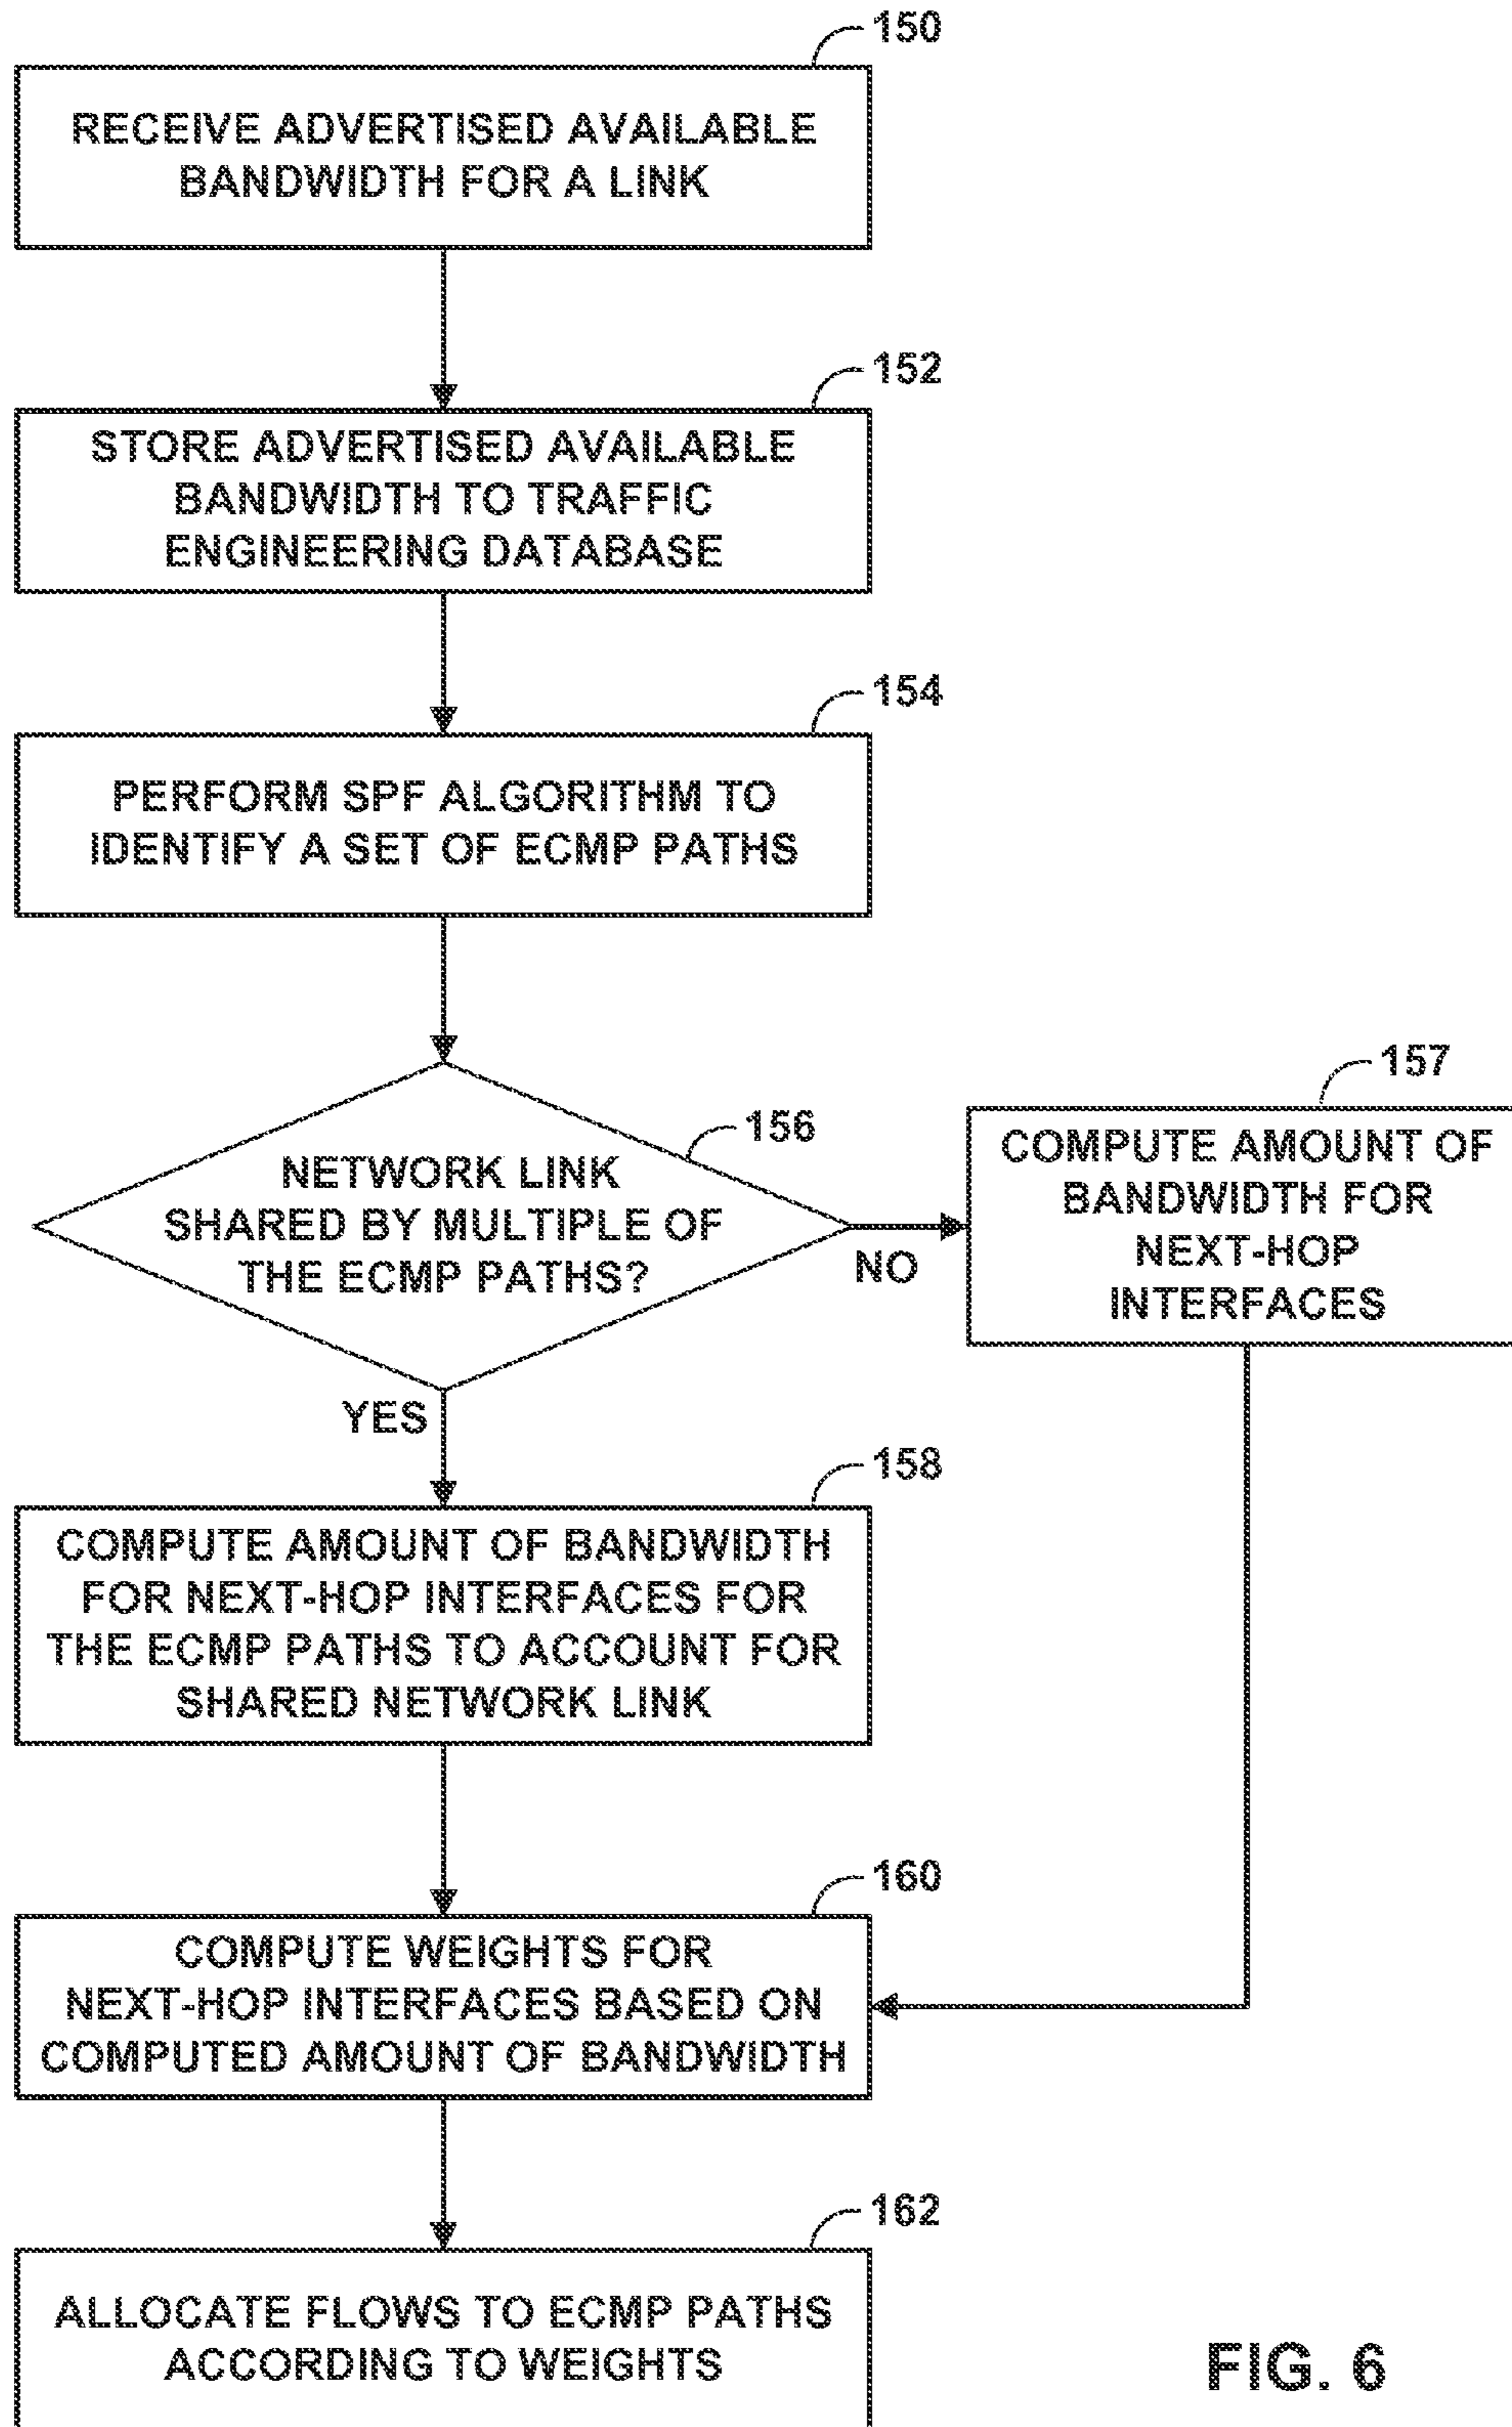 150
RECEIVE ADVERTISED AVAILABLE
BANDWIDTH FOR A LINK
152
STORE ADVERTISED AVAILABLE
BANDWIDTH TO TRAFFIC
ENGINEERING DATABASE
154
PERFORM SPF ALGORITHM TO
IDENTIFY A SET OF ECMP PATHS
156
NETWORK LINK
SHARED BY MULTIPLE OF
THE ECMP PATHS?
NO
157
COMPUTE AMOUNT OF
BANDWIDTH FOR
NEXT-HOP
INTERFACES
YES
158
COMPUTE AMOUNT OF BANDWIDTH
FOR NEXT-HOP INTERFACES FOR
THE ECMP PATHS TO ACCOUNT FOR
SHARED NETWORK LINK
160
COMPUTE WEIGHTS FOR
NEXT-HOP INTERFACES BASED ON
COMPUTED AMOUNT OF BANDWIDTH
162
ALLOCATE FLOWS TO ECMP PATHS
ACCORDING TO WEIGHTS
FIG. 6